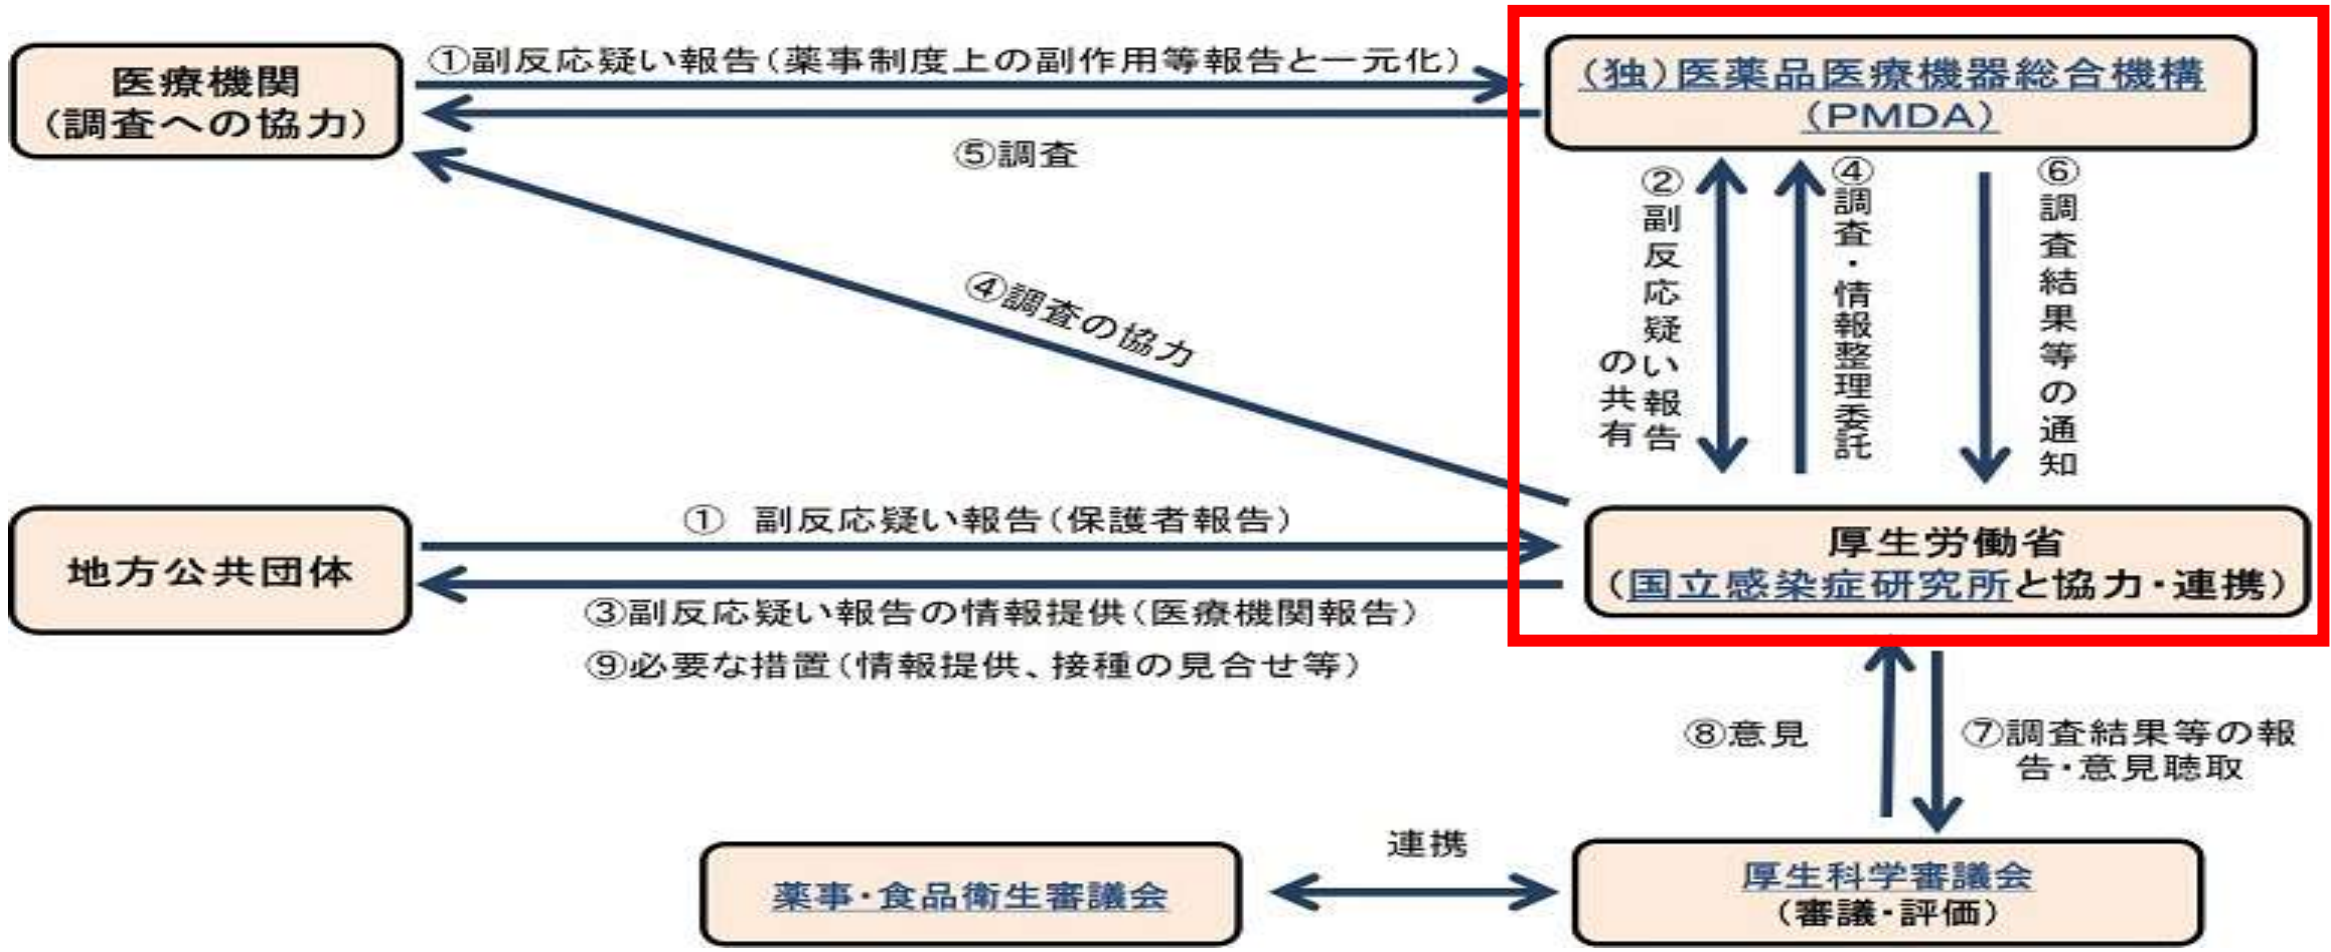 医療機関
(調査への協力)
①副反応疑い報告(薬事制度上の副作用等報告と一元化)
(独)医薬品医療機器総合機構
(PMDA)
⑤調査
②副反応疑い報告
の共有
④調査・情報整理委託
⑥調査結果等の通知
④調査の協力
地方公共団体
① 副反応疑い報告(保護者報告)
③副反応疑い報告の情報提供(医療機関報告)
⑨必要な措置(情報提供、接種の見合せ等)
厚生労働省
(国立感染症研究所と協力・連携)
⑧意見
⑦調査結果等の報
告・意見聴取
薬事・食品衛生審議会
連携
厚生科学審議会
(審議・評価)